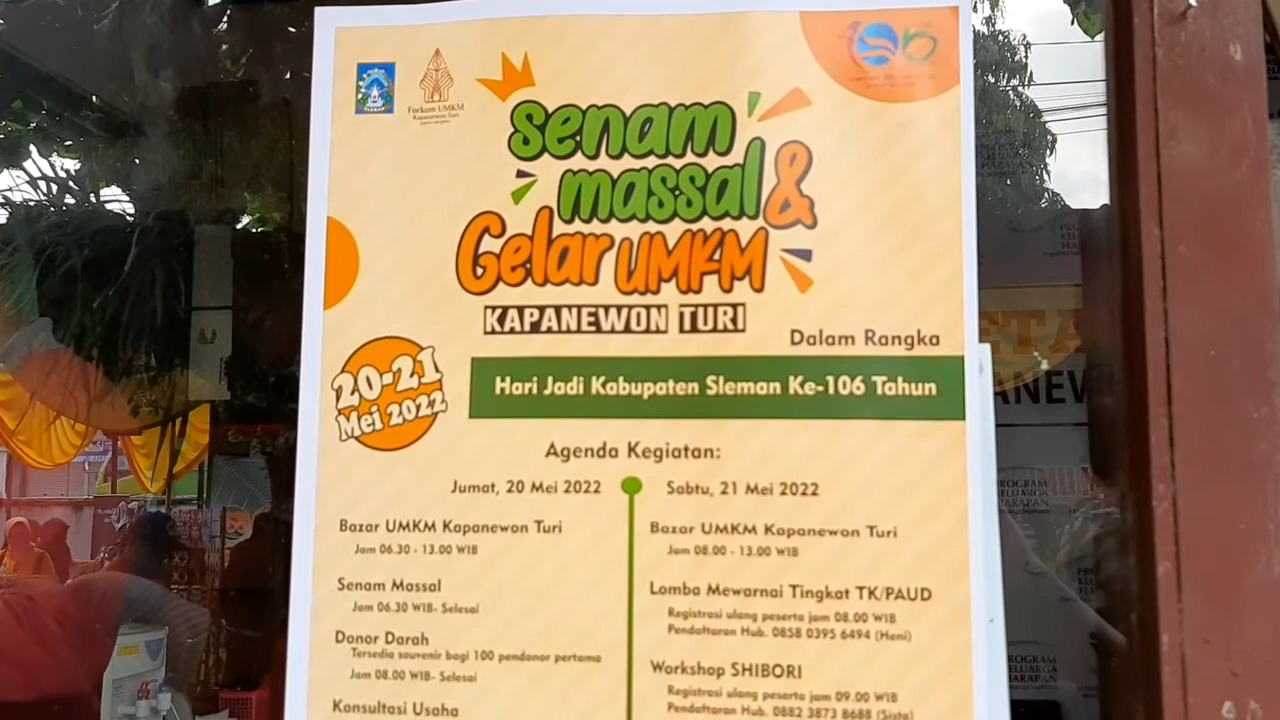 SLEMAN
Forkom UMKM
Kapanewon Turi
senam
massal &
Gelar UMKM
KAPANEWON TURI
Dalam Rangka
20-21
Mei 2022
Hari Jadi Kabupaten Sleman Ke-106 Tahun
Agenda Kegiatan:
Jumat, 20 Mei 2022
Bazar UMKM Kapanewon Turi
Jam 06.30 - 13.00 WIB
Senam Massal
Jam 06.30 WIB- Selesai
Donor Darah
Tersedia souvenir bagi 100 pendonor pertama
Jam 08.00 WIB- Selesai
Konsultasi Usaha
Sabtu, 21 Mei 2022
Bazar UMKM Kapanewon Turi
Jam 08.00 - 13.00 WIB
Lomba Mewarnai Tingkat TK/PAUD
Registrasi ulang peserta jam 08.00 WIB
Pendaftaran Hub. 0858 0395 6494 (Heni)
Workshop SHIBORI
Registrasi ulang peserta jam 09.00 WIB
Pendaftaran Hub. 0882 3873 8688 (Sista)
PROGRAM
KELUARGA
HARAPAN